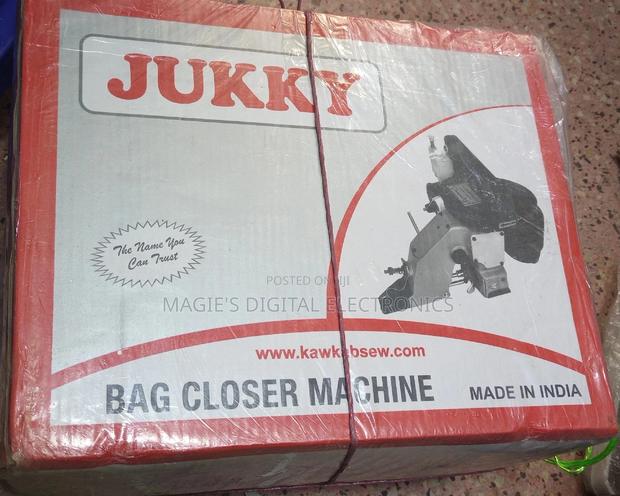 JUKKY
The Name You
Can Trust
POSTED ON JIJI
MAGIE'S DIGITAL ELECTRONICS
www.kawkabsew.com
BAG CLOSER MACHINE
MADE IN INDIA